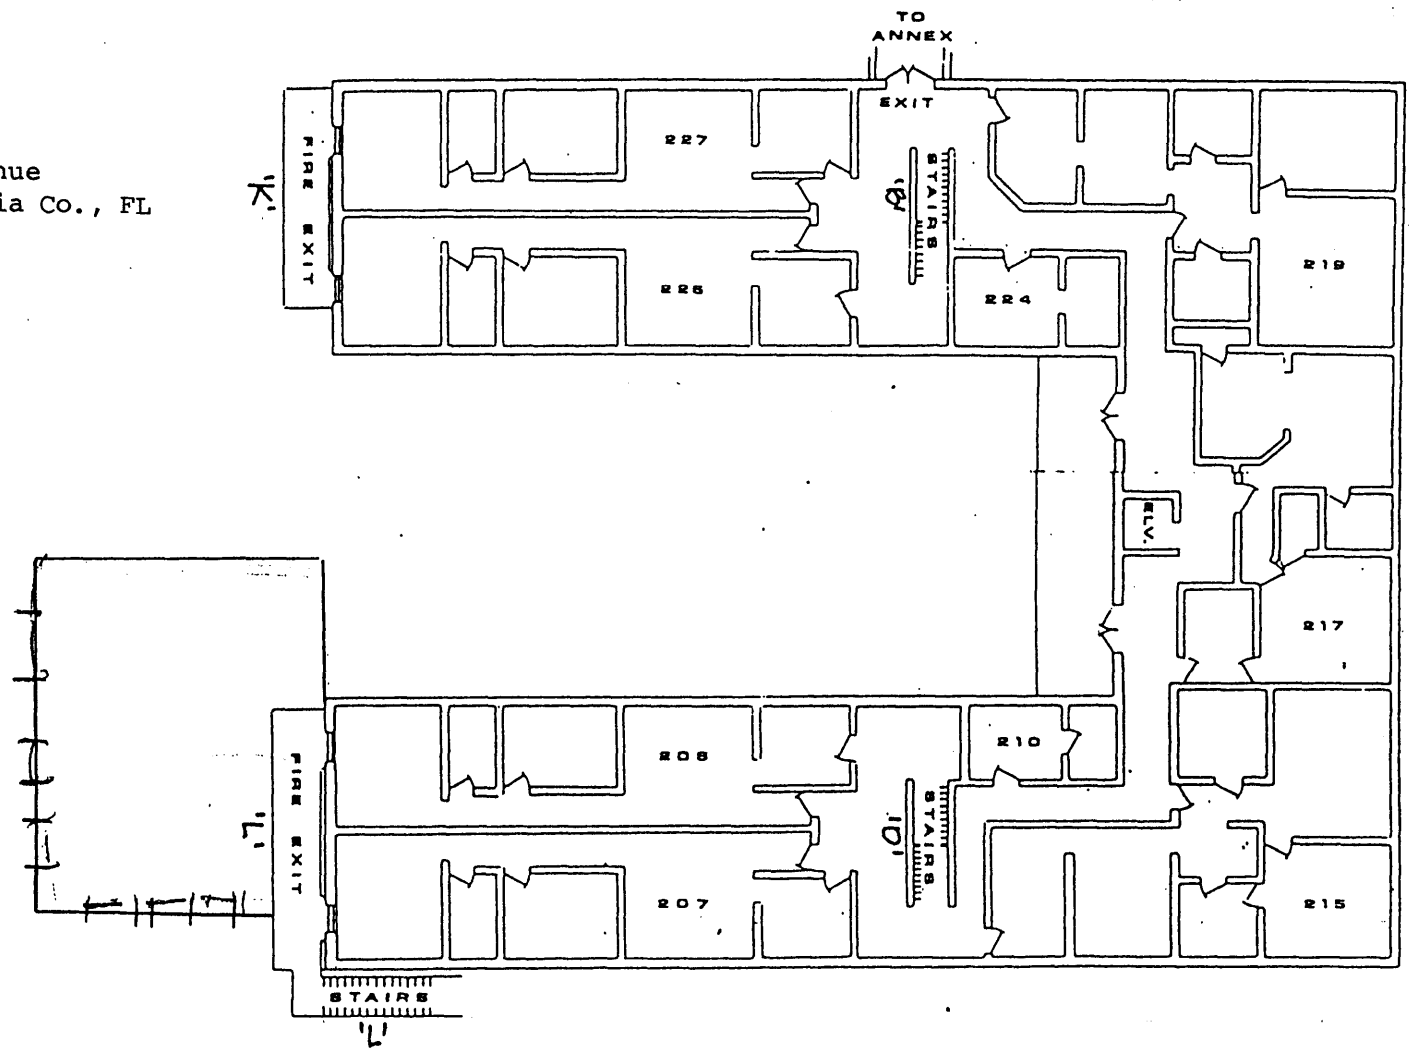 TO
ANNEX
EXIT
nue
ia Co., FL
"K"
FIRE EXIT
227
"B"
STAIRS
219
226
224
ELV.
217
208
210
"L"
FIRE EXIT
"D"
STAIRS
207
215
STAIRS
"L"